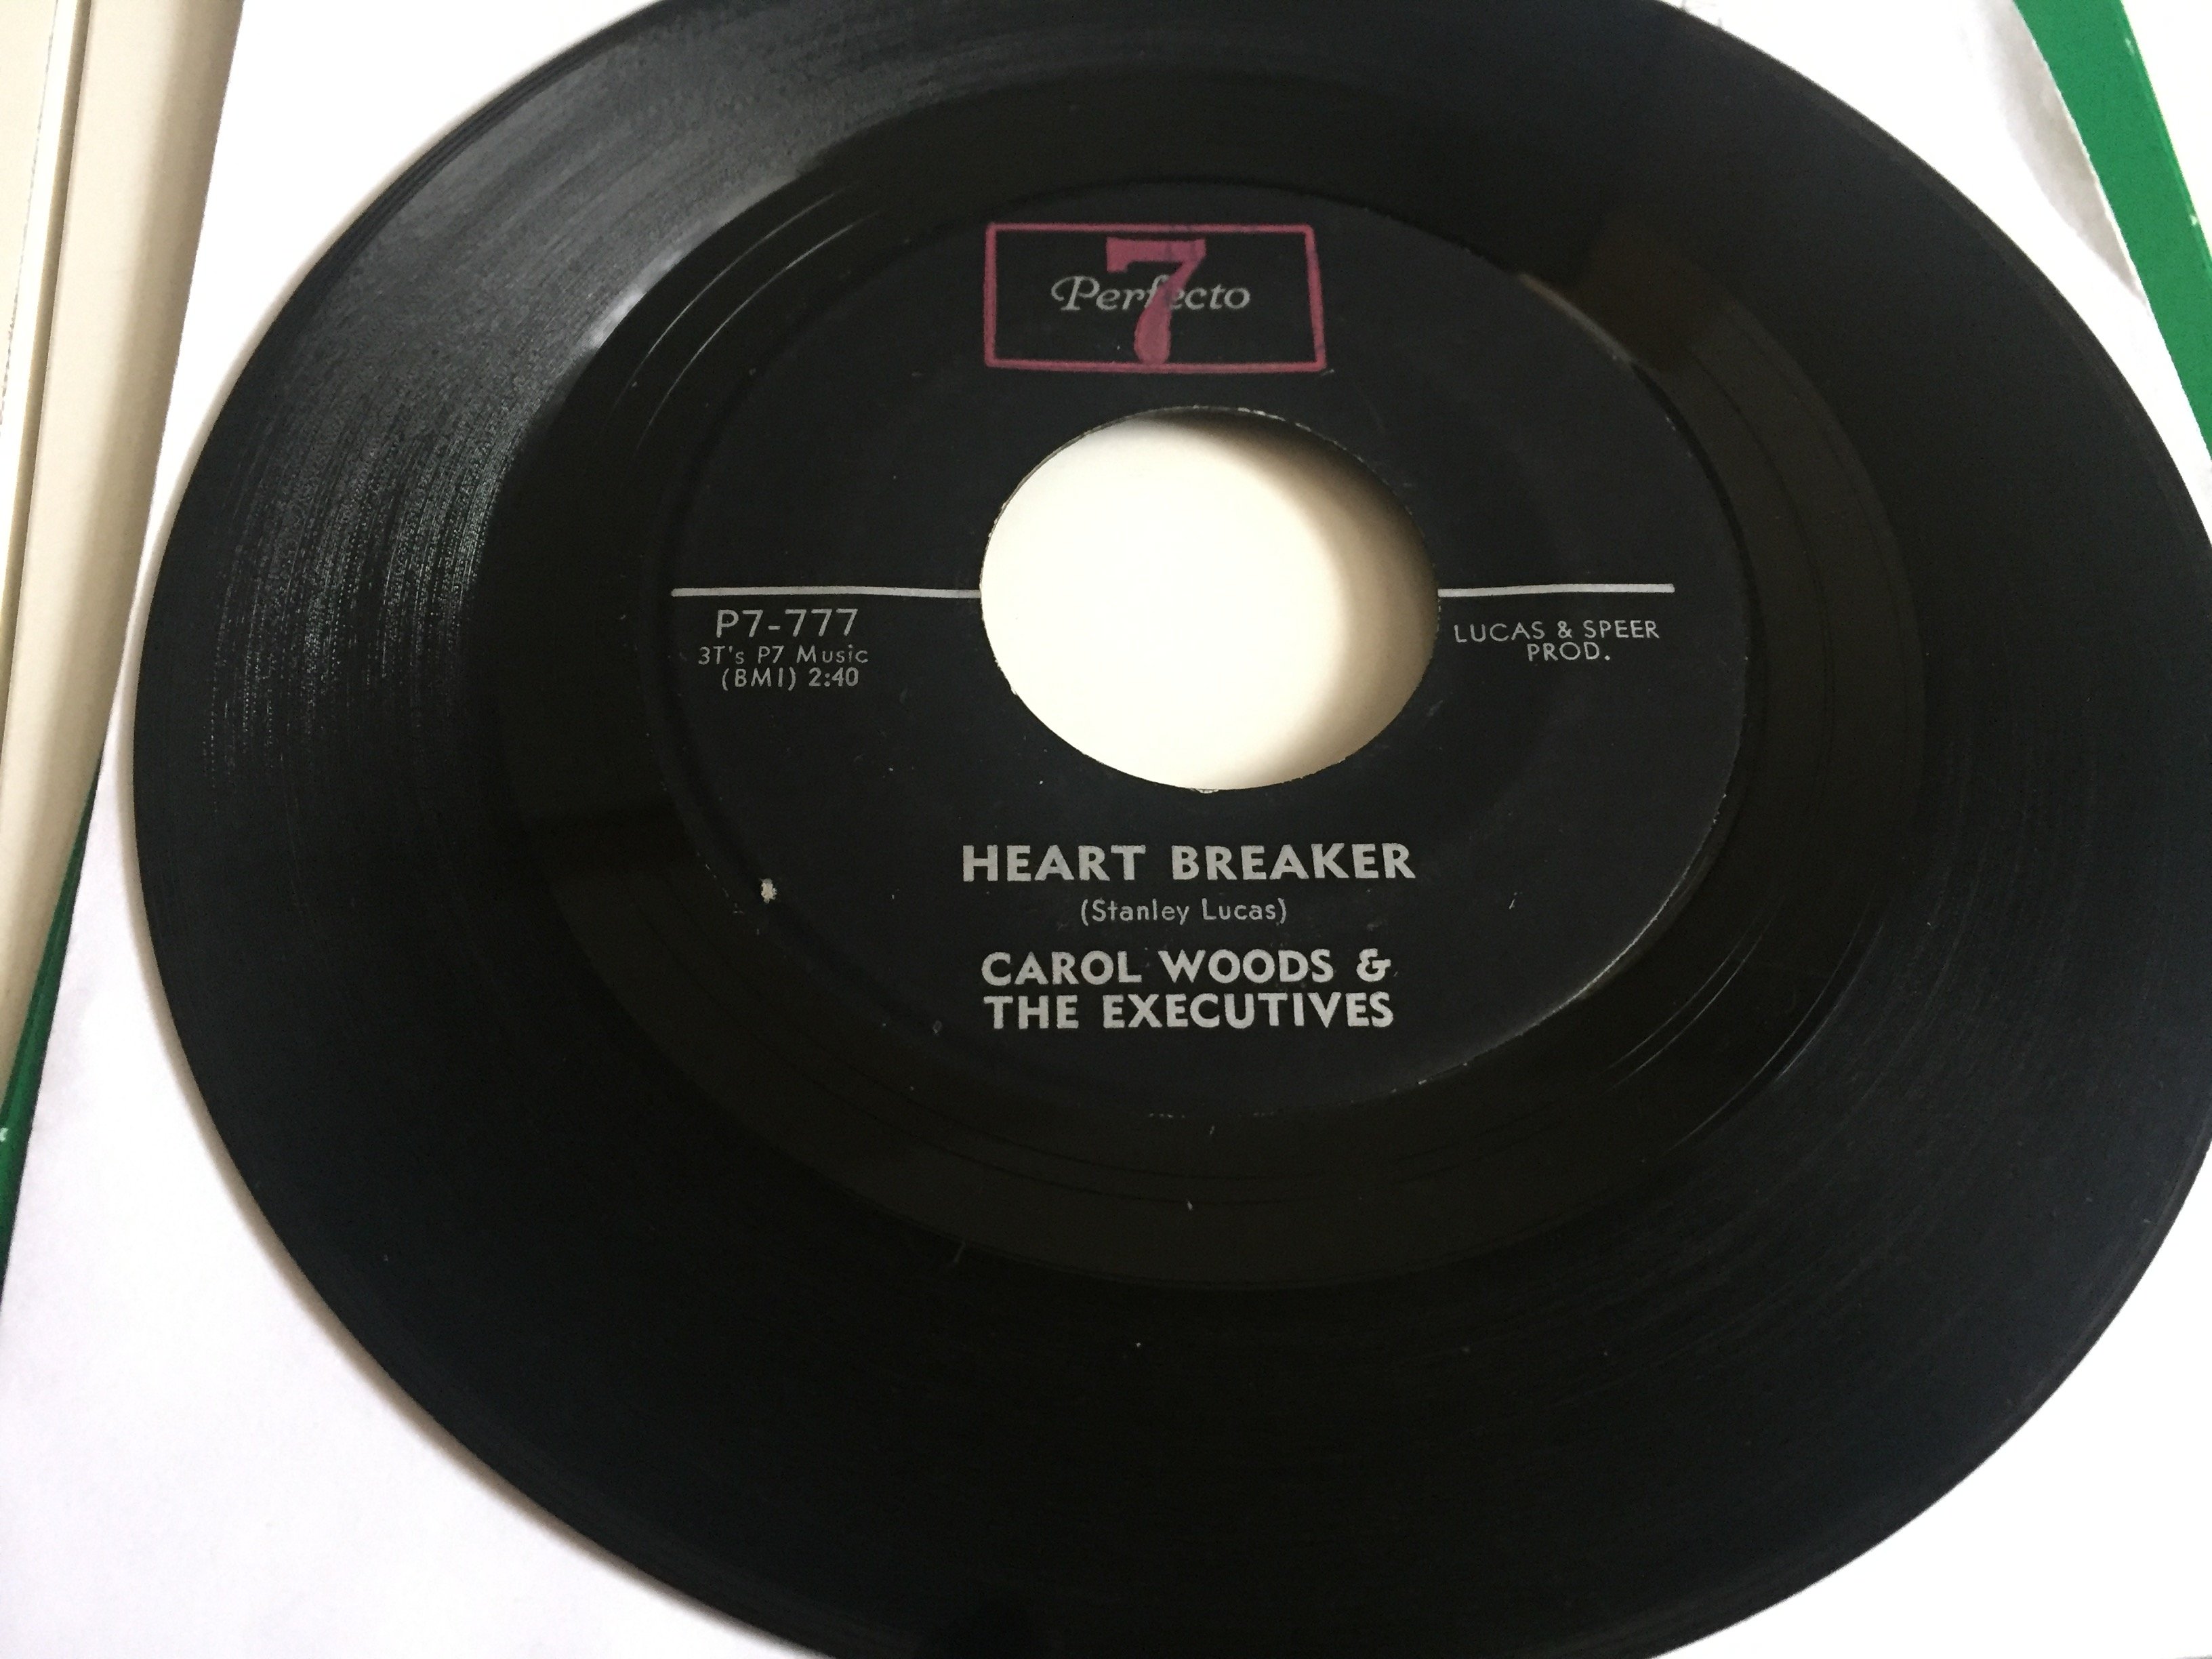 7
Perfecto
P7-777
3T's P7 Music
(BMI) 2:40
LUCAS & SPEER
PROD.
HEART BREAKER
(Stanley Lucas)
CAROL WOODS &
THE EXECUTIVES